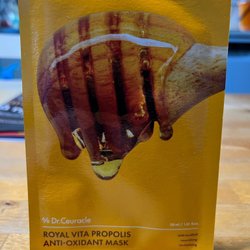 Dr.Ceuracle
ROYAL VITA PROPOLIS
ANTI-OXIDANT MASK